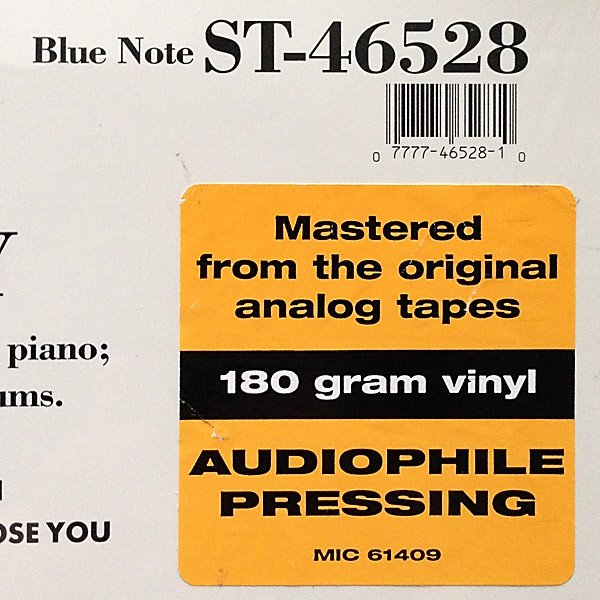 Blue Note ST-46528
0 7777-46528-1 0
Y
piano;
ums.
OSE YOU
Mastered
from the original
analog tapes
180 gram vinyl
AUDIOPHILE
PRESSING
MIC 61409